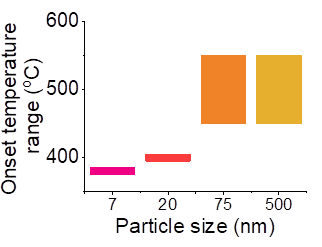 Onset temperature
range (°C)
600
500
400
7 20 75 500
Particle size (nm)